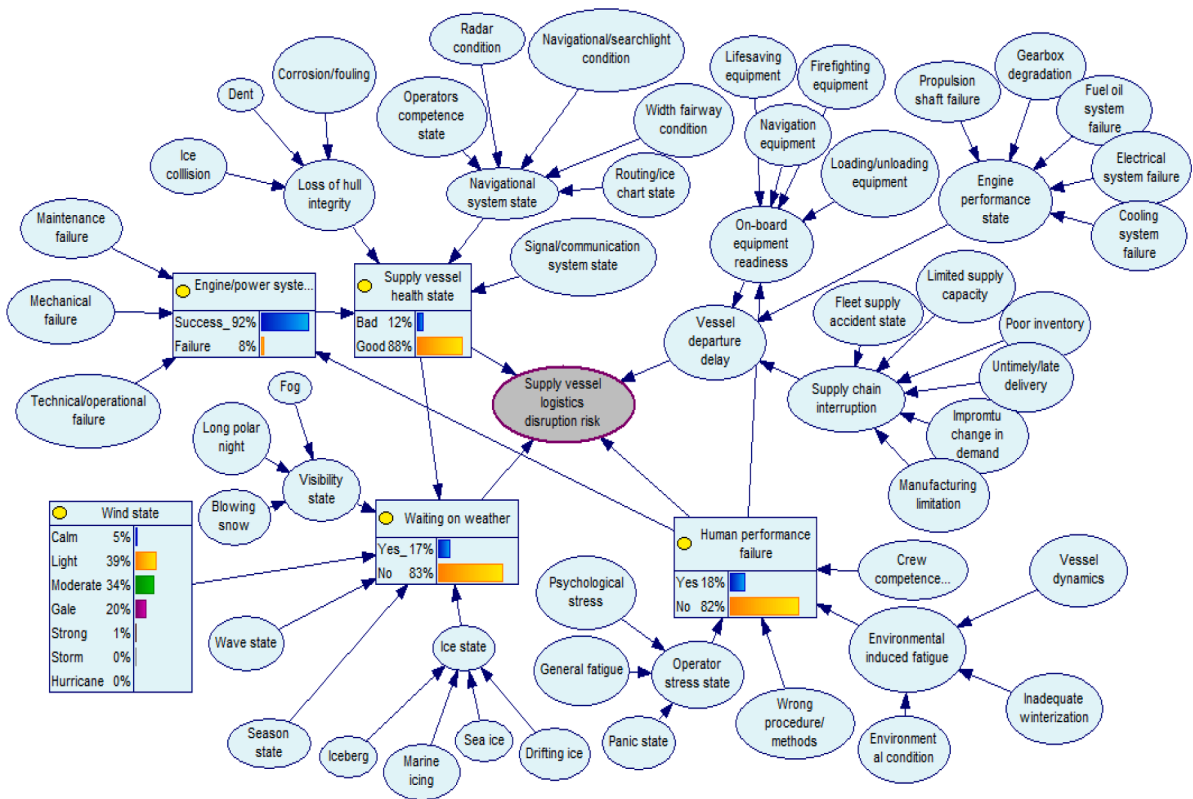 Radar
condition
Navigational/searchlight
condition
Corrosion/fouling
Dent
Operators
competence
state
Width fairway
condition
Ice
collision
Loss of hull
integrity
Navigational
system state
Routing/ice
chart state
Lifesaving
equipment
Firefighting
equipment
Navigation
equipment
Loading/unloading
equipment
On-board
equipment
readiness
Propulsion
shaft failure
Gearbox
degradation
Fuel oil
system
failure
Electrical
system failure
Engine
performance
state
Cooling
system
failure
Maintenance
failure
Mechanical
failure
Technical/operational
failure
Engine/power syste...
Success_ 92%
Failure 8%
Supply vessel
health state
Bad 12%
Good 88%
Signal/communication
system state
Vessel
departure
delay
Fleet supply
accident state
Limited supply
capacity
Poor inventory
Untimely/late
delivery
Supply chain
interruption
Impromptu
change in
demand
Manufacturing
limitation
Supply vessel
logistics
disruption risk
Fog
Long polar
night
Visibility
state
Blowing
snow
Wind state
Calm 5%
Light 39%
Moderate 34%
Gale 20%
Strong 1%
Storm 0%
Hurricane 0%
Waiting on weather
Yes_ 17%
No 83%
Human performance
failure
Yes 18%
No 82%
Wave state
Season
state
Ice state
Iceberg
Marine
icing
Sea ice
Drifting ice
Psychological
stress
General fatigue
Operator
stress state
Panic state
Wrong
procedure/
methods
Crew
competence...
Vessel
dynamics
Environmental
induced fatigue
Inadequate
winterization
Environment
al condition